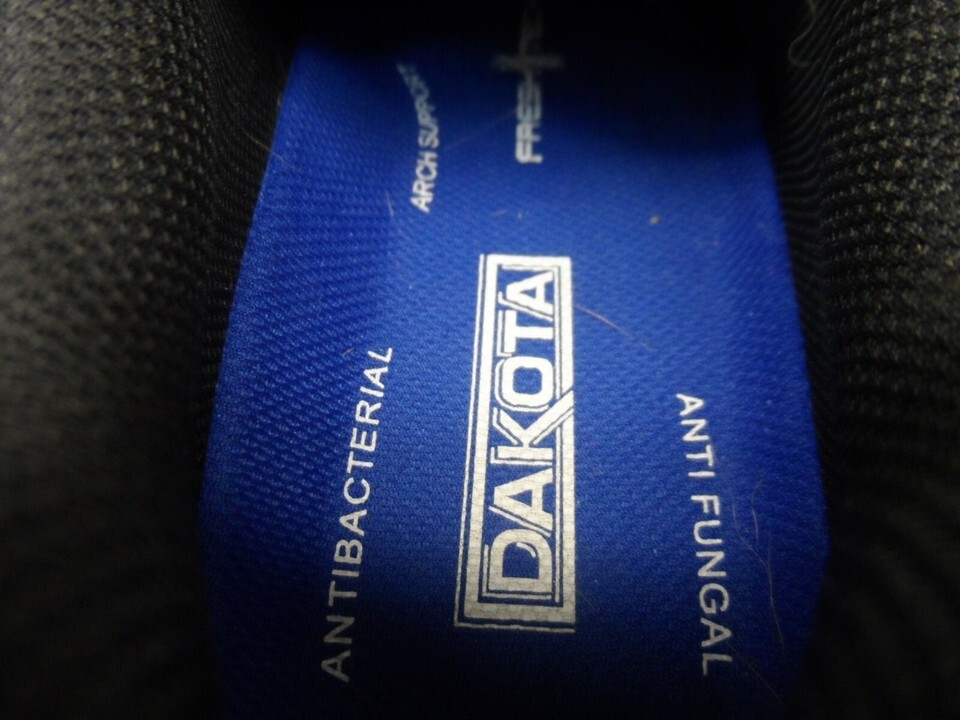 ANTIBACTERIAL
ARCH SUPPORT
DAKOTA
ANTI FUNGAL